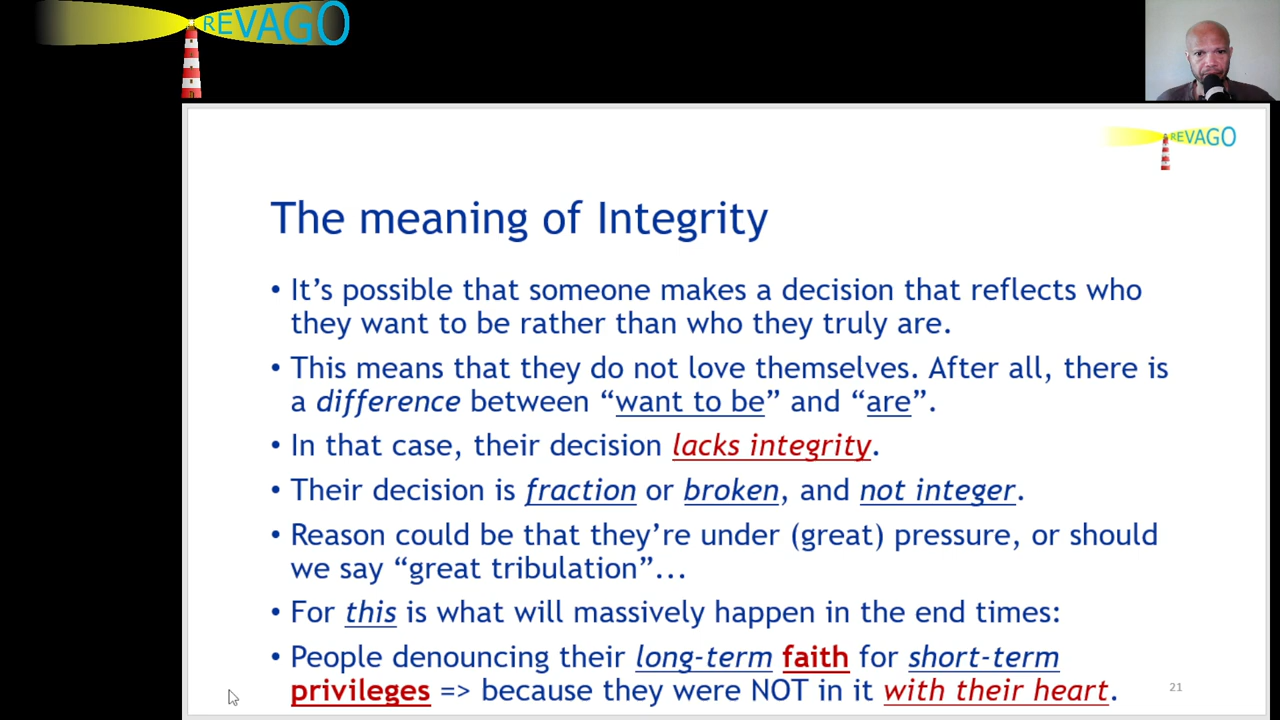 REVAGO
REVAGO
The meaning of Integrity
• It’s possible that someone makes a decision that reflects who
they want to be rather than who they truly are.
• This means that they do not love themselves. After all, there is
a difference between “want to be” and “are”.
• In that case, their decision lacks integrity.
• Their decision is fraction or broken, and not integer.
• Reason could be that they’re under (great) pressure, or should
we say “great tribulation”...
• For this is what will massively happen in the end times:
• People denouncing their long-term faith for short-term
privileges => because they were NOT in it with their heart.
21